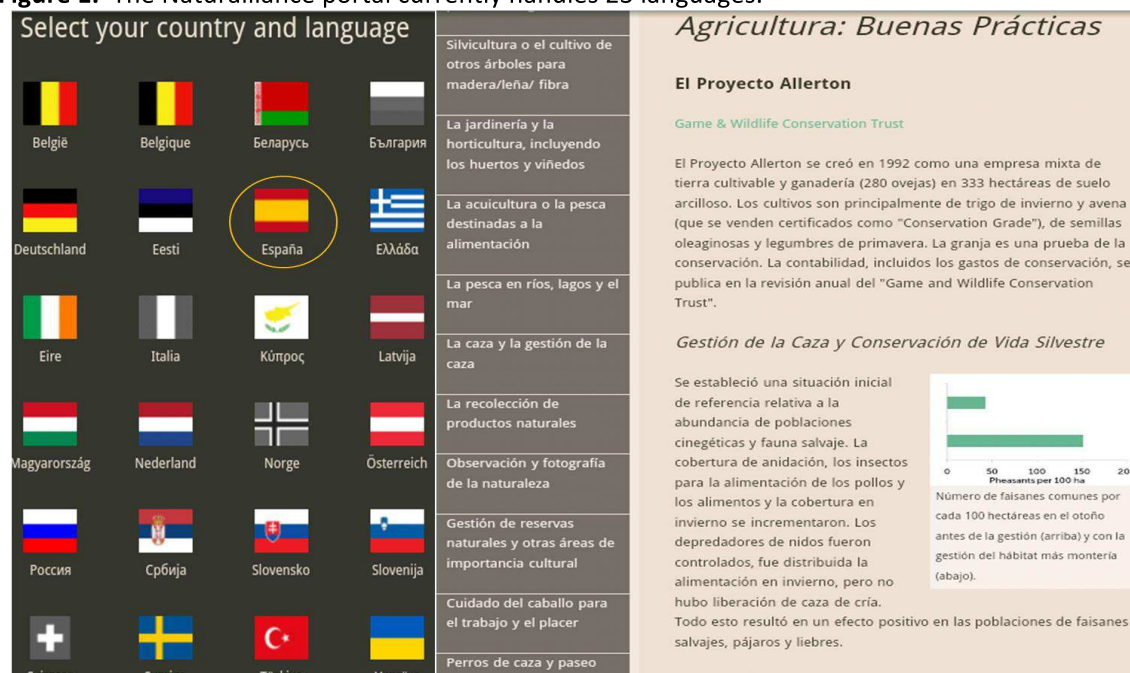 Figure 1. The Naturalliance portal currently handles 25 languages.
Select your country and language
België
Belgique
Беларусь
България
Deutschland
Eesti
España
Ελλάδα
Eire
Italia
Κύπρος
Latvija
Magyarország
Nederland
Norge
Österreich
Россия
Србија
Slovensko
Slovenija
Silvicultura o el cultivo de
otros árboles para
madera/leña/ fibra
La jardinería y la
horticultura, incluyendo
los huertos y viñedos
La acuicultura o la pesca
destinadas a la
alimentación
La pesca en ríos, lagos y el
mar
La caza y la gestión de la
caza
La recolección de
productos naturales
Observación y fotografía
de la naturaleza
Gestión de reservas
naturales y otras áreas de
importancia cultural
Cuidado del caballo para
el trabajo y el placer
Perros de caza y paseo
Agricultura: Buenas Prácticas
El Proyecto Allerton
Game & Wildlife Conservation Trust
El Proyecto Allerton se creó en 1992 como una empresa mixta de
tierra cultivable y ganadería (280 ovejas) en 333 hectáreas de suelo
arcilloso. Los cultivos son principalmente de trigo de invierno y avena
(que se venden certificados como "Conservation Grade"), de semillas
oleaginosas y legumbres de primavera. La granja es una prueba de la
conservación. La contabilidad, incluidos los gastos de conservación, se
publica en la revisión anual del "Game and Wildlife Conservation
Trust".
Gestión de la Caza y Conservación de Vida Silvestre
Se estableció una situación inicial
de referencia relativa a la
abundancia de poblaciones
cinegéticas y fauna salvaje. La
cobertura de anidación, los insectos
para la alimentación de los pollos y
los alimentos y la cobertura en
invierno se incrementaron. Los
depredadores de nidos fueron
controlados, fue distribuida la
alimentación en invierno, pero no
hubo liberación de caza de cría.
Todo esto resultó en un efecto positivo en las poblaciones de faisanes
salvajes, pájaros y liebres.
0 50 100 150 20
Pheasants per 100 ha
Número de faisanes comunes por
cada 100 hectáreas en el otoño
antes de la gestión (arriba) y con la
gestión del hábitat más montería
(abajo).